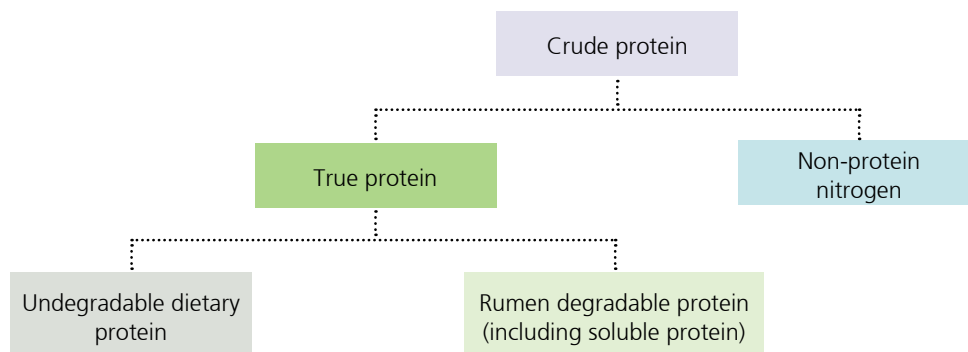 Crude protein
True protein
Non-protein
nitrogen
Undegradable dietary
protein
Rumen degradable protein
(including soluble protein)